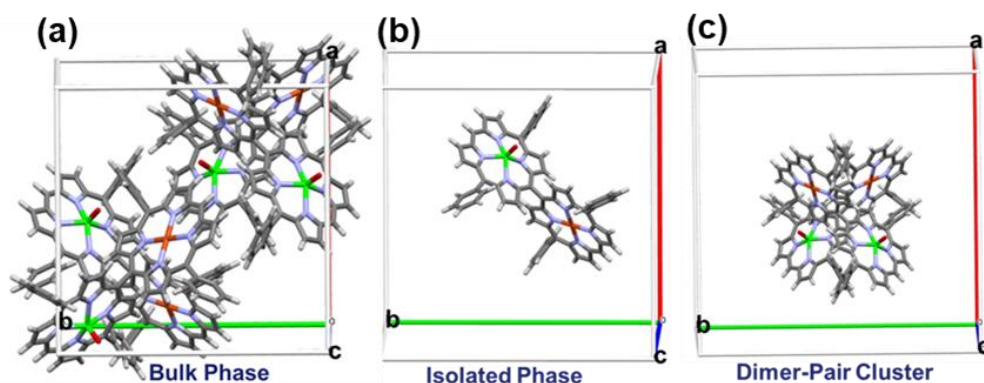 (a) (b) (c)
a a a
b b b
c c c
Bulk Phase Isolated Phase Dimer-Pair Cluster